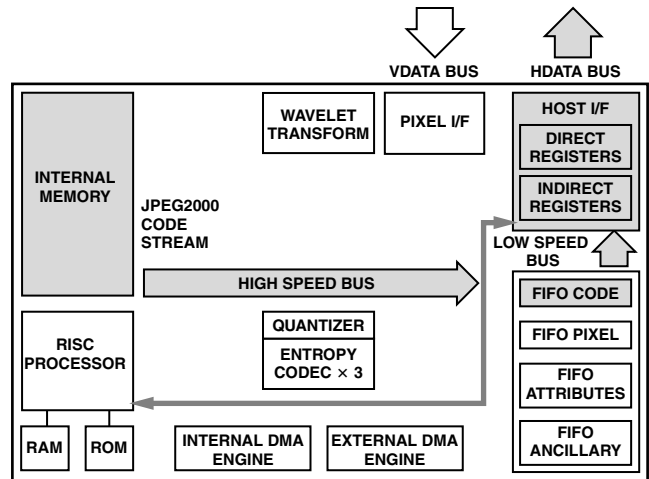 VDATA BUS
HDATA BUS
WAVELET
TRANSFORM
PIXEL I/F
HOST I/F
DIRECT
REGISTERS
INDIRECT
REGISTERS
INTERNAL
MEMORY
JPEG2000
CODE
STREAM
LOW SPEED
BUS
HIGH SPEED BUS
FIFO CODE
FIFO PIXEL
FIFO
ATTRIBUTES
FIFO
ANCILLARY
RISC
PROCESSOR
QUANTIZER
ENTROPY
CODEC × 3
RAM
ROM
INTERNAL DMA
ENGINE
EXTERNAL DMA
ENGINE